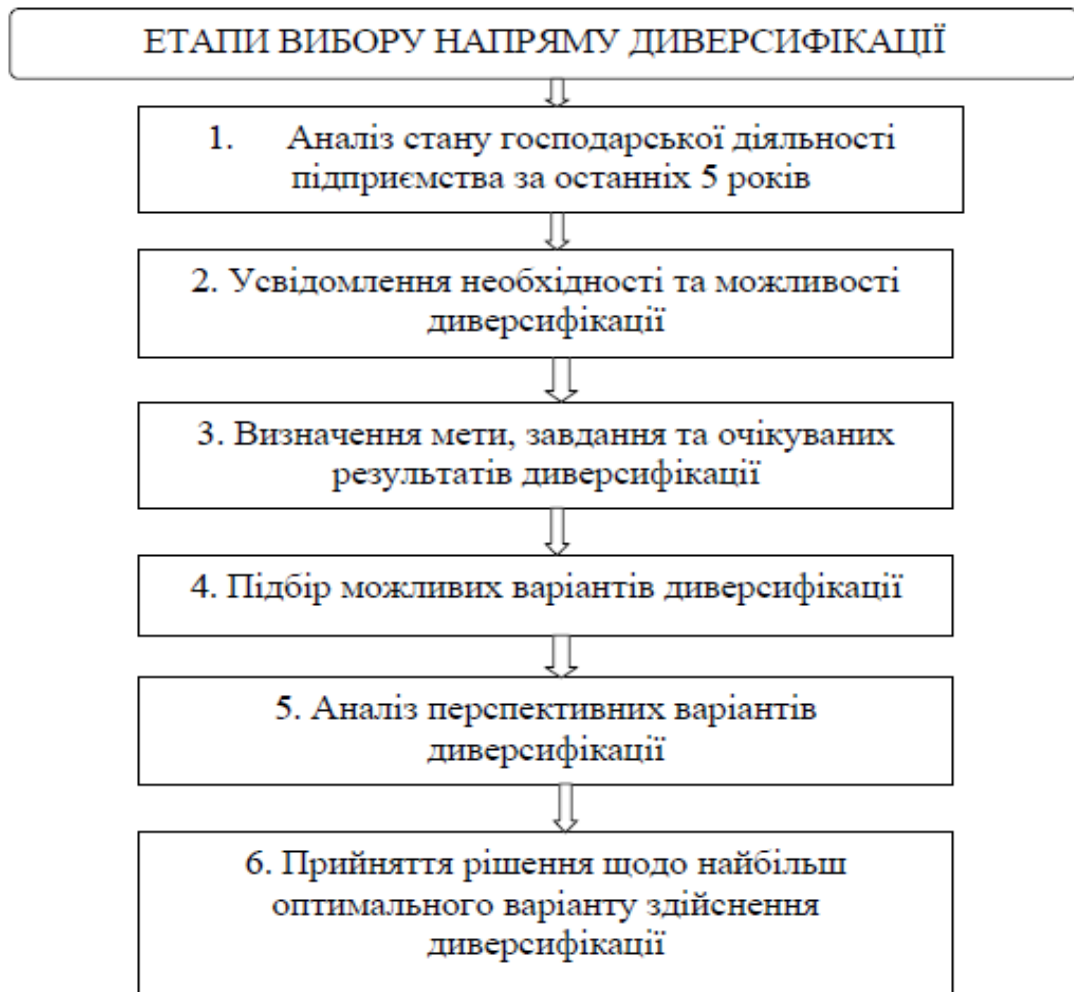 ЕТАПИ ВИБОРУ НАПРЯМУ ДИВЕРСИФІКАЦІЇ
1. Аналіз стану господарської діяльності
підприємства за останніх 5 років
2. Усвідомлення необхідності та можливості
диверсифікації
3. Визначення мети, завдання та очікуваних
результатів диверсифікації
4. Підбір можливих варіантів диверсифікації
5. Аналіз перспективних варіантів
диверсифікації
6. Прийняття рішення щодо найбільш
оптимального варіанту здійснення
диверсифікації